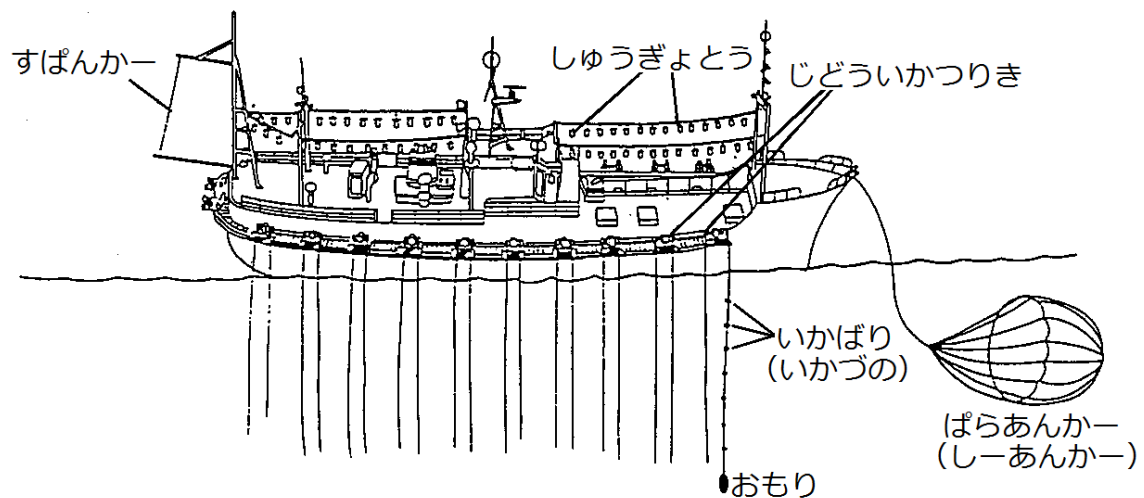 すぱんかー
しゅうぎょとう
じどういかつりき
いかばり
（いかづの）
ぱらあんかー
（しーあんかー）
おもり